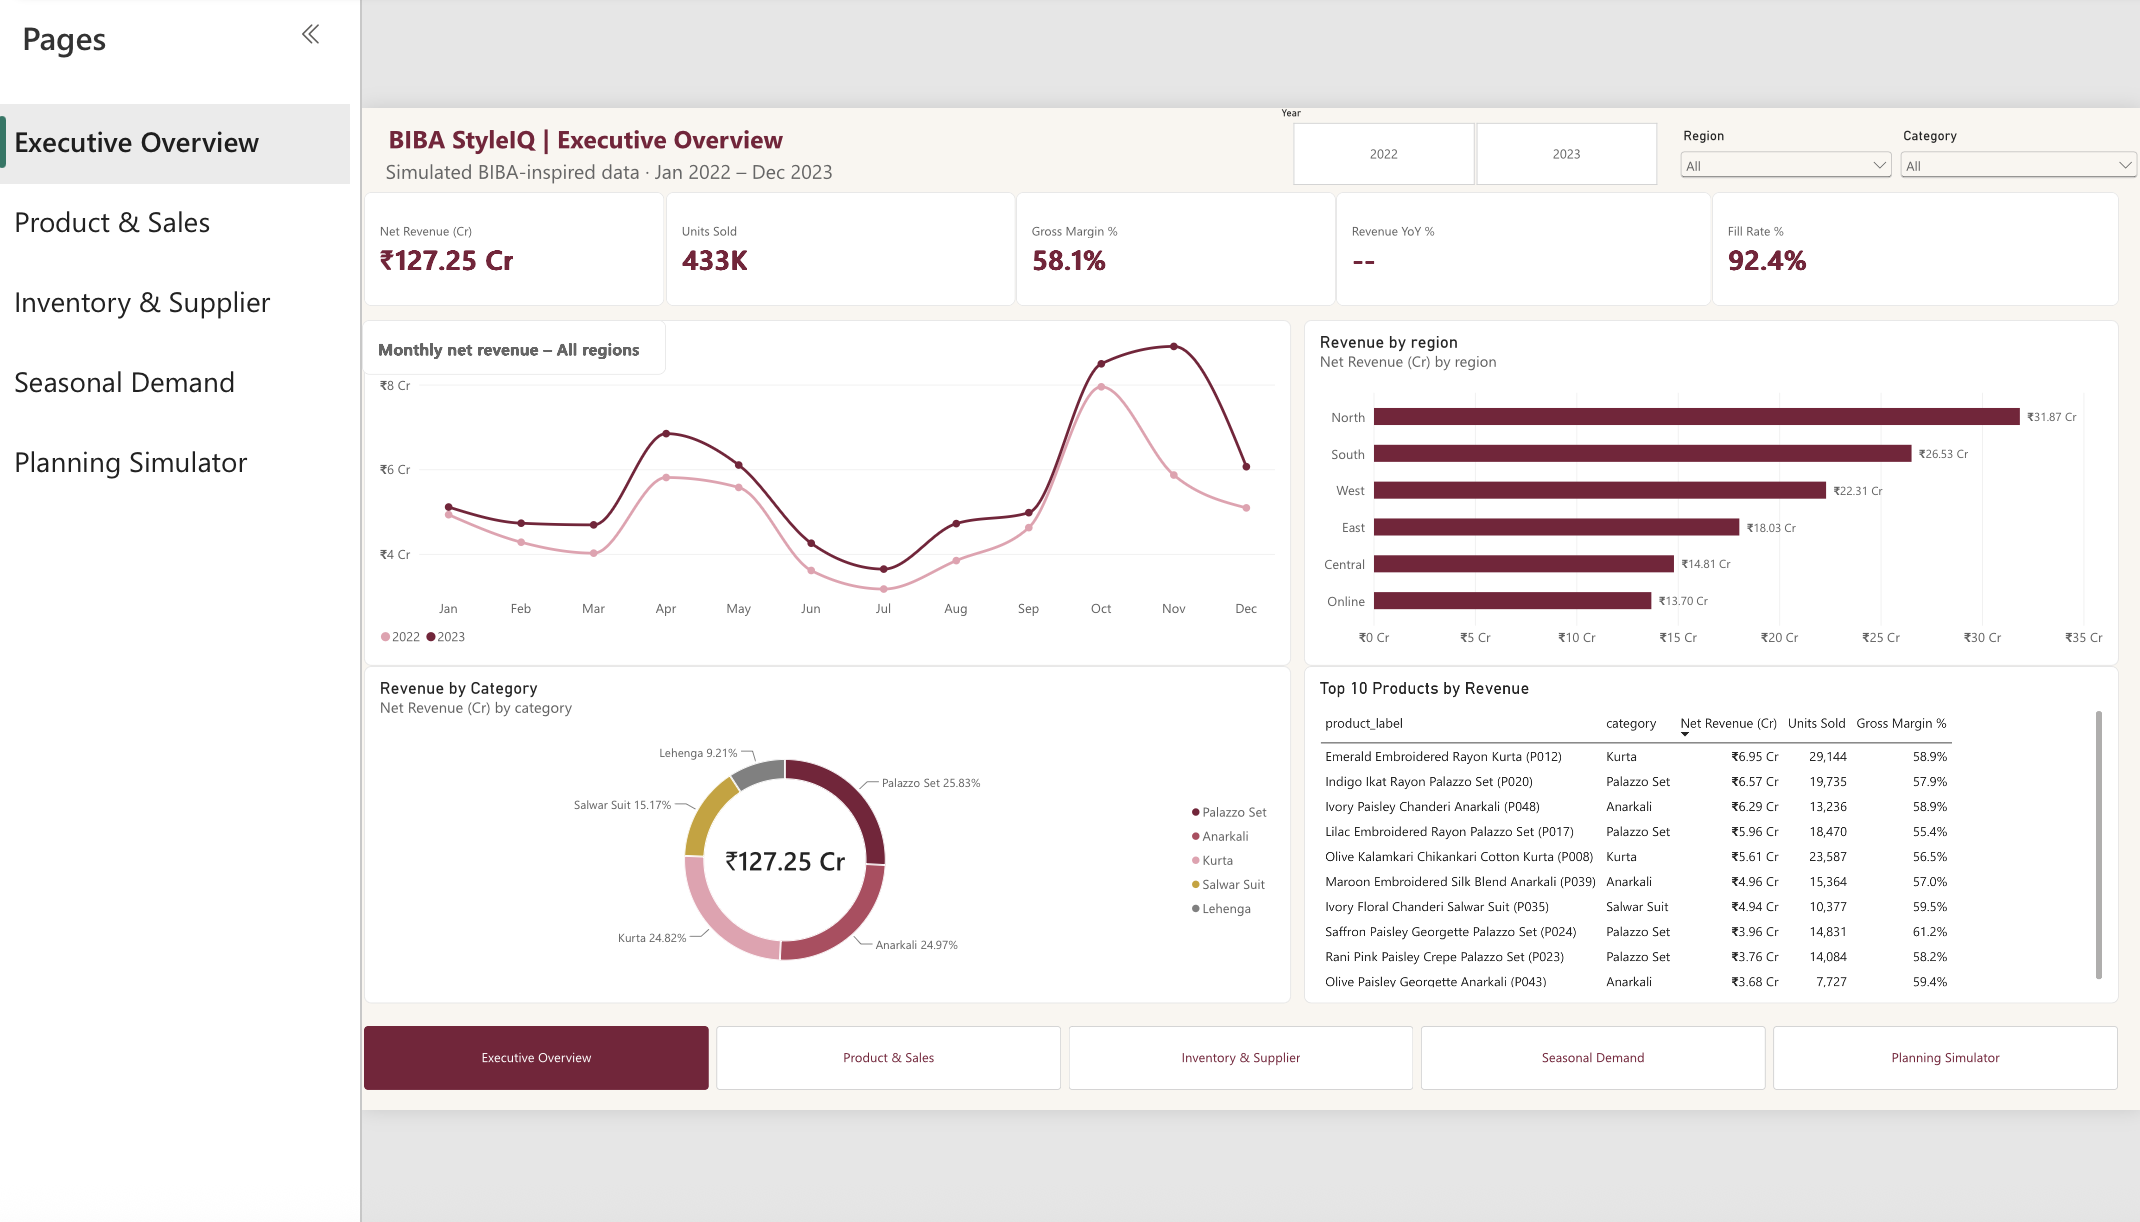 Pages
Executive Overview
Product & Sales
Inventory & Supplier
Seasonal Demand
Planning Simulator
BIBA StyleIQ | Executive Overview
Simulated BIBA-inspired data · Jan 2022 – Dec 2023
Year
2022
2023
Region
All
Category
All
Net Revenue (Cr)
₹127.25 Cr
Units Sold
433K
Gross Margin %
58.1%
Revenue YoY %
--
Fill Rate %
92.4%
Monthly net revenue – All regions
₹8 Cr
₹6 Cr
₹4 Cr
Jan Feb Mar Apr May Jun Jul Aug Sep Oct Nov Dec
2022 2023
Revenue by region
Net Revenue (Cr) by region
North ₹31.87 Cr
South ₹26.53 Cr
West ₹22.31 Cr
East ₹18.03 Cr
Central ₹14.81 Cr
Online ₹13.70 Cr
₹0 Cr ₹5 Cr ₹10 Cr ₹15 Cr ₹20 Cr ₹25 Cr ₹30 Cr ₹35 Cr
Revenue by Category
Net Revenue (Cr) by category
Lehenga 9.21%
Palazzo Set 25.83%
Salwar Suit 15.17%
₹127.25 Cr
Kurta 24.82%
Anarkali 24.97%
Palazzo Set
Anarkali
Kurta
Salwar Suit
Lehenga
Top 10 Products by Revenue
product_label category Net Revenue (Cr) Units Sold Gross Margin %
Emerald Embroidered Rayon Kurta (P012) Kurta ₹6.95 Cr 29,144 58.9%
Indigo Ikat Rayon Palazzo Set (P020) Palazzo Set ₹6.57 Cr 19,735 57.9%
Ivory Paisley Chanderi Anarkali (P048) Anarkali ₹6.29 Cr 13,236 58.9%
Lilac Embroidered Rayon Palazzo Set (P017) Palazzo Set ₹5.96 Cr 18,470 55.4%
Olive Kalamkari Chikankari Cotton Kurta (P008) Kurta ₹5.61 Cr 23,587 56.5%
Maroon Embroidered Silk Blend Anarkali (P039) Anarkali ₹4.96 Cr 15,364 57.0%
Ivory Floral Chanderi Salwar Suit (P035) Salwar Suit ₹4.94 Cr 10,377 59.5%
Saffron Paisley Georgette Palazzo Set (P024) Palazzo Set ₹3.96 Cr 14,831 61.2%
Rani Pink Paisley Crepe Palazzo Set (P023) Palazzo Set ₹3.76 Cr 14,084 58.2%
Olive Paisley Georgette Anarkali (P043) Anarkali ₹3.68 Cr 7,727 59.4%
Executive Overview
Product & Sales
Inventory & Supplier
Seasonal Demand
Planning Simulator